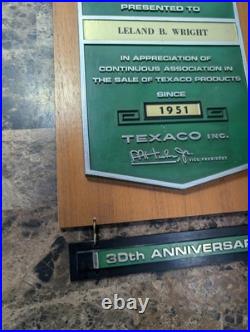 PRESENTED TO
LELAND B. WRIGHT
IN APPRECIATION OF
CONTINUOUS ASSOCIATION IN
THE SALE OF TEXACO PRODUCTS
SINCE
1951
TEXACO INC.
VICE-PRESIDENT
30th ANNIVERSAR